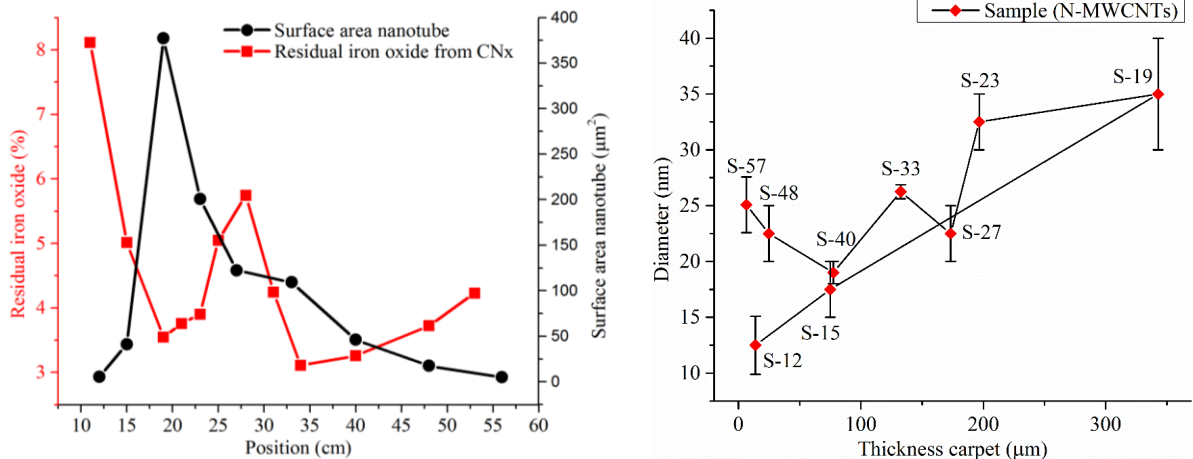 Surface area nanotube
Residual iron oxide from CNx
Residual iron oxide (%)
8
7
6
5
4
3
10 15 20 25 30 35 40 45 50 55 60
Position (cm)
400
350
300
250
200
150
100
50
0
Surface area nanotube (μm²)
Sample (N-MWCNTs)
Diameter (nm)
40
35
30
25
20
15
10
S-19
S-23
S-57
S-33
S-48
S-40
S-27
S-15
S-12
0 100 200 300
Thickness carpet (μm)